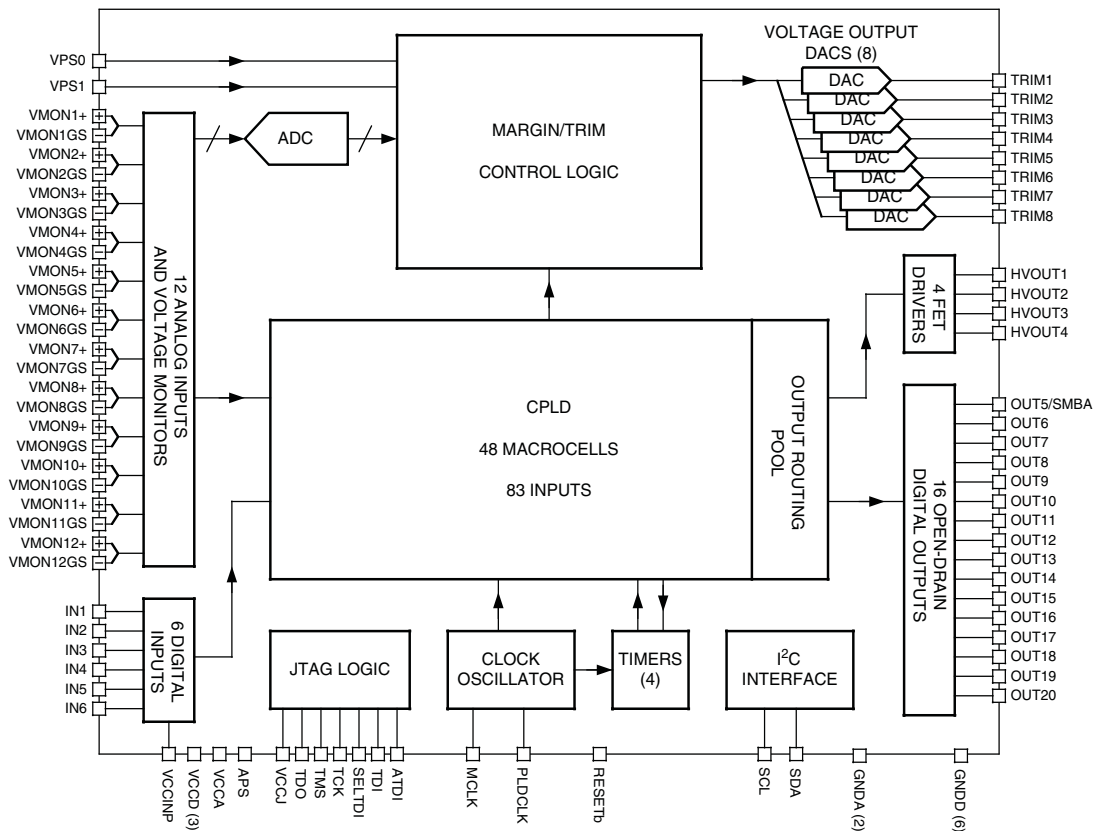 VPS0
VPS1
VMON1+
VMON1GS
VMON2+
VMON2GS
VMON3+
VMON3GS
VMON4+
VMON4GS
VMON5+
VMON5GS
VMON6+
VMON6GS
VMON7+
VMON7GS
VMON8+
VMON8GS
VMON9+
VMON9GS
VMON10+
VMON10GS
VMON11+
VMON11GS
VMON12+
VMON12GS
IN1
IN2
IN3
IN4
IN5
IN6
12 ANALOG INPUTS
AND VOLTAGE MONITORS
6 DIGITAL
INPUTS
ADC
MARGIN/TRIM
CONTROL LOGIC
VOLTAGE OUTPUT
DACS (8)
DAC
DAC
DAC
DAC
DAC
DAC
DAC
DAC
TRIM1
TRIM2
TRIM3
TRIM4
TRIM5
TRIM6
TRIM7
TRIM8
4 FET
DRIVERS
HVOUT1
HVOUT2
HVOUT3
HVOUT4
CPLD
48 MACROCELLS
83 INPUTS
OUTPUT ROUTING
POOL
16 OPEN-DRAIN
DIGITAL OUTPUTS
OUT5/SMBA
OUT6
OUT7
OUT8
OUT9
OUT10
OUT11
OUT12
OUT13
OUT14
OUT15
OUT16
OUT17
OUT18
OUT19
OUT20
JTAG LOGIC
CLOCK
OSCILLATOR
TIMERS
(4)
I²C
INTERFACE
VCCINP
VCCD (3)
VCCA
APS
VCCJ
TDO
TMS
TCK
SELTDI
TDI
ATDI
MCLK
PLDCLK
RESETb
SCL
SDA
GNDA (2)
GNDD (6)